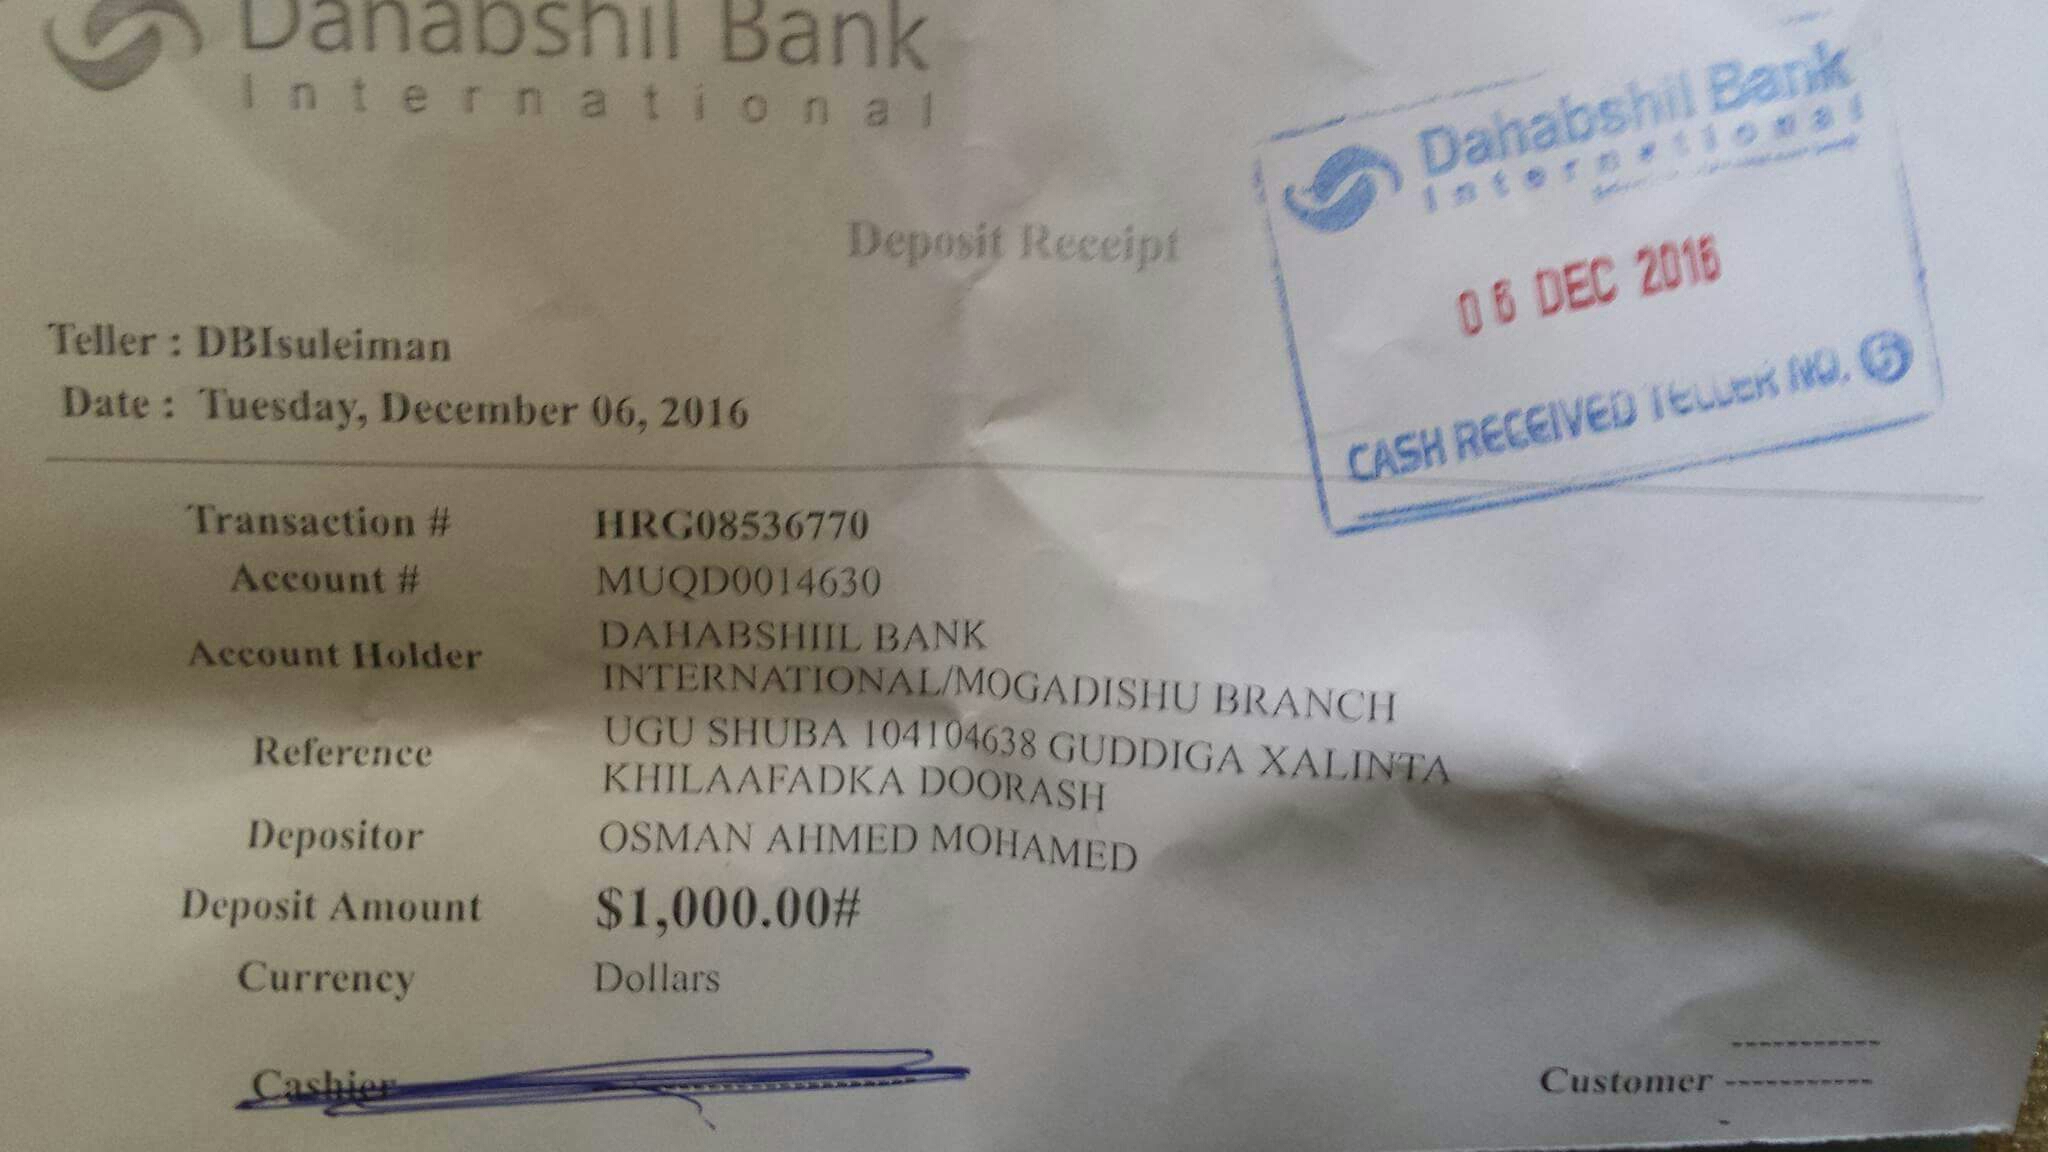 Dahabshil Bank
International
Dahabshil Bank
International
06 DEC 2016
CASH RECEIVED TELLER NO. 6
Deposit Receipt
Teller : DBIsuleiman
Date : Tuesday, December 06, 2016
Transaction # HRG08536770
Account # MUQD0014630
Account Holder DAHABSHIIL BANK
INTERNATIONAL/MOGADISHU BRANCH
Reference UGU SHUBA 104104638 GUDDIGA XALINTA
KHILAAFADKA DOORASH
Depositor OSMAN AHMED MOHAMED
Deposit Amount $1,000.00#
Currency Dollars
Cashier
Customer